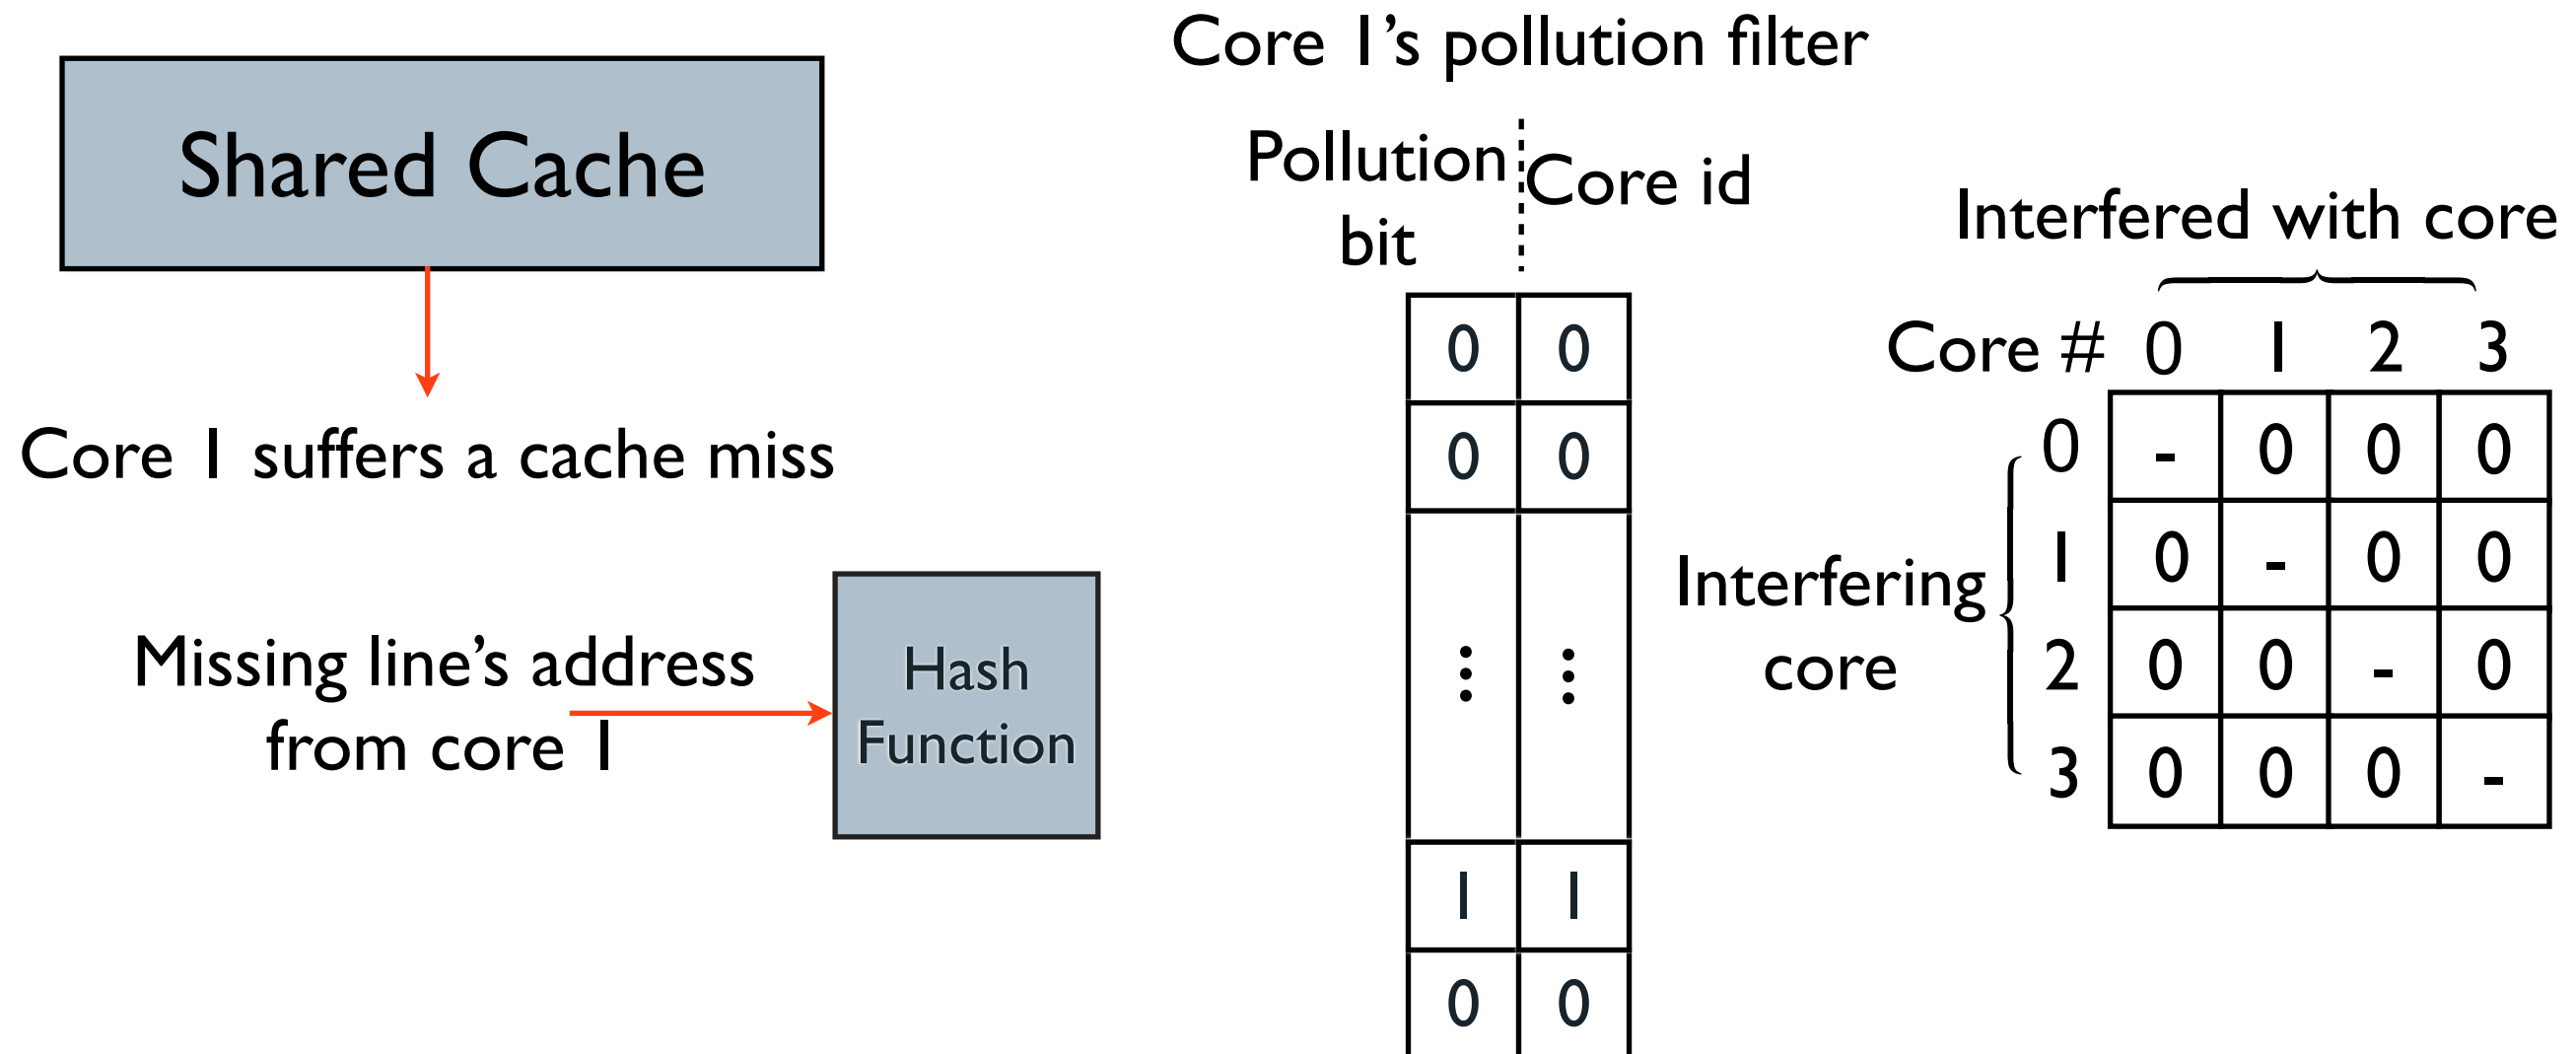 Shared Cache
Core 1 suffers a cache miss
Missing line's address
from core 1
Hash
Function
Core 1's pollution filter
Pollution
bit
Core id
0 0
0 0
⋮ ⋮
1 1
0 0
Interfered with core
Core # 0 1 2 3
Interfering
core
0 - 0 0 0
1 0 - 0 0
2 0 0 - 0
3 0 0 0 -